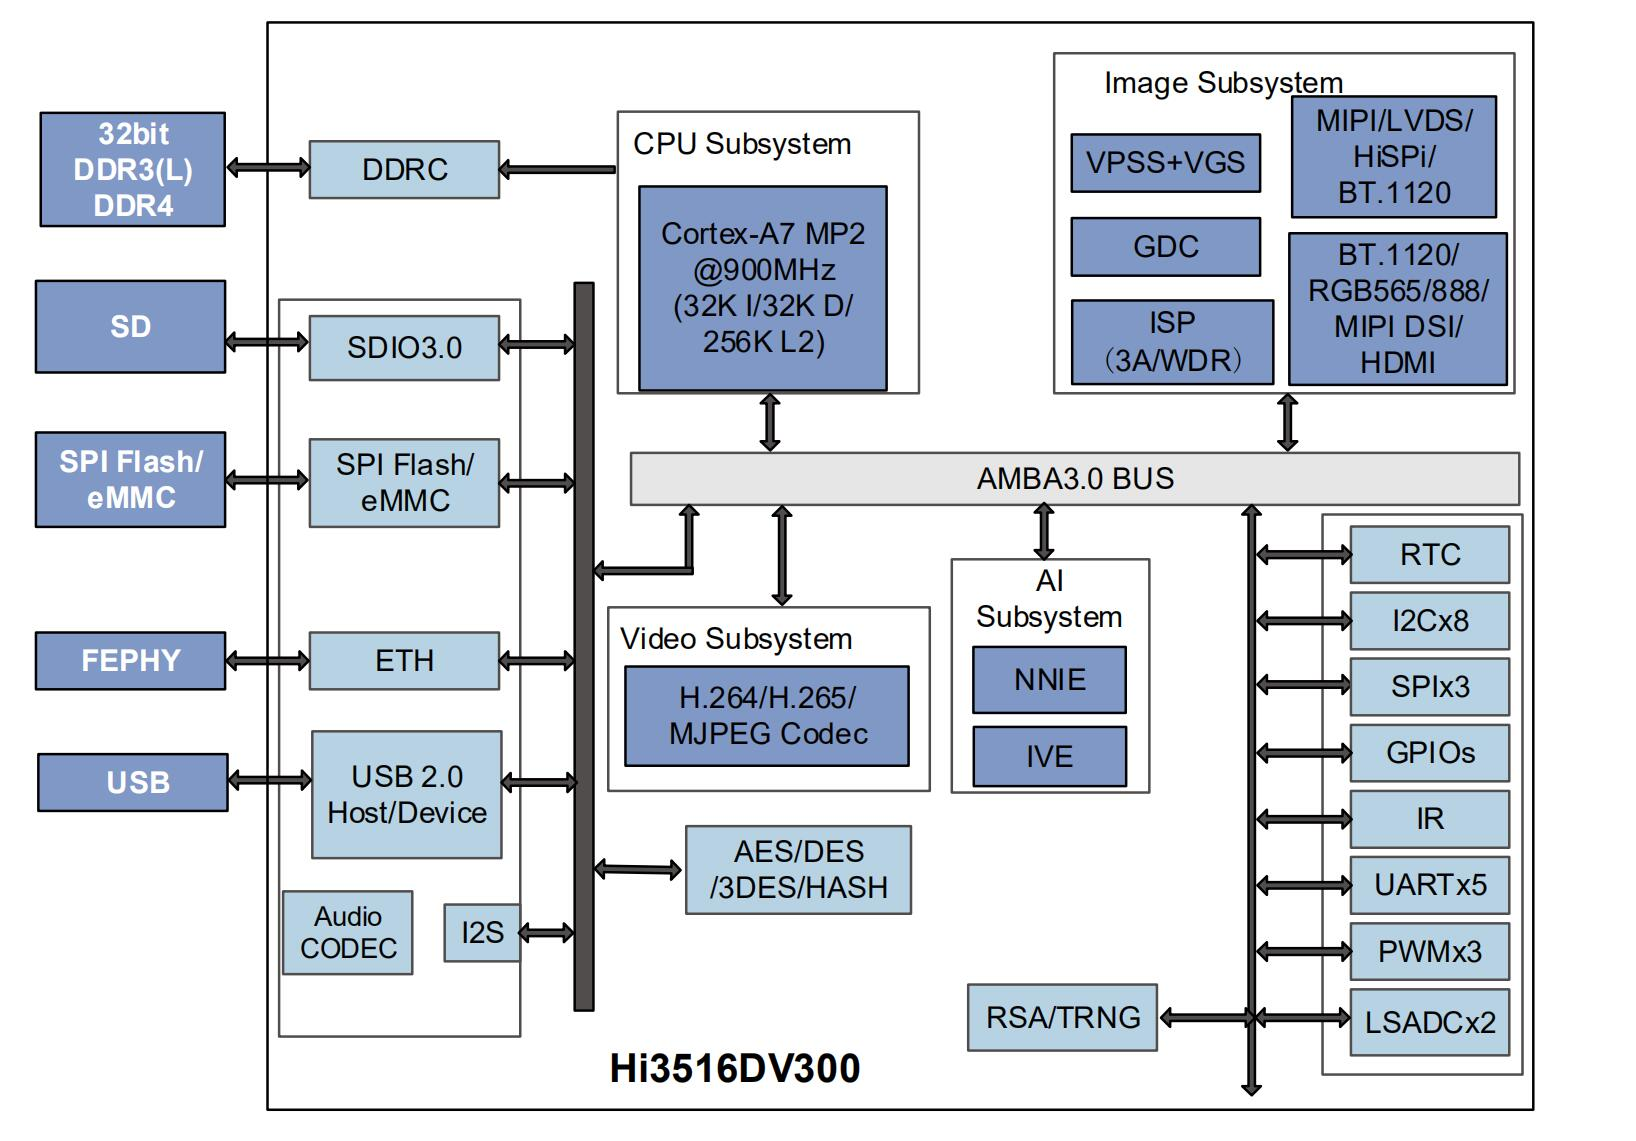 32bit
DDR3(L)
DDR4
SD
SPI Flash/
eMMC
FEPHY
USB
DDRC
SDIO3.0
SPI Flash/
eMMC
ETH
USB 2.0
Host/Device
Audio
CODEC
I2S
CPU Subsystem
Cortex-A7 MP2
@900MHz
(32K I/32K D/
256K L2)
Image Subsystem
VPSS+VGS
GDC
ISP
（3A/WDR）
MIPI/LVDS/
HiSPi/
BT.1120
BT.1120/
RGB565/888/
MIPI DSI/
HDMI
AMBA3.0 BUS
Video Subsystem
H.264/H.265/
MJPEG Codec
AI
Subsystem
NNIE
IVE
AES/DES
/3DES/HASH
RSA/TRNG
RTC
I2Cx8
SPIx3
GPIOs
IR
UARTx5
PWMx3
LSADCx2
Hi3516DV300